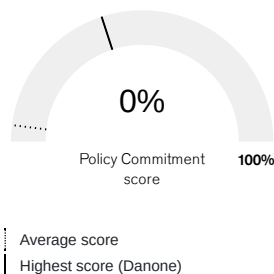 0%
Policy Commitment
score
100%
Average score
Highest score (Danone)